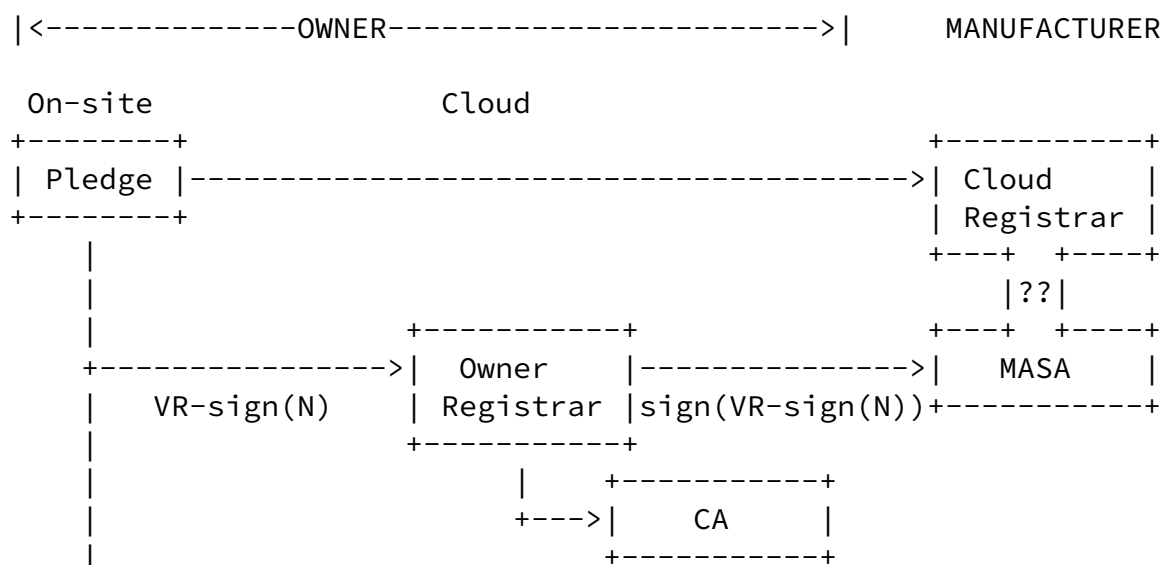 |<--------------OWNER------------------------>|     MANUFACTURER
On-site                Cloud
+--------+                                         +-----------+
| Pledge |---------------------------------------->| Cloud     |
+--------+                                         | Registrar |
    |                                              +---+  +----+
    |                                                  |??|
    |                 +-----------+                +---+  +----+
    +---------------->|  Owner    |--------------->|   MASA    |
    |   VR-sign(N)    | Registrar |sign(VR-sign(N))+-----------+
    |                 +-----------+
    |                       |    +-----------+
    |                       +--->|    CA     |
    |                            +-----------+